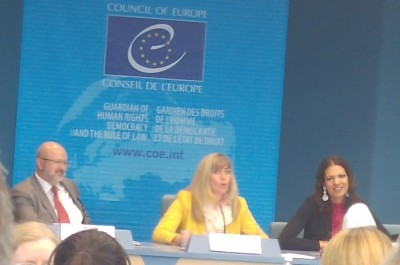 COUNCIL OF EUROPE
CONSEIL DE L'EUROPE
GUARDIAN OF
HUMAN RIGHTS,
DEMOCRACY
AND THE RULE OF LAW
GARDIEN DES DROITS
DE L'HOMME,
DE LA DÉMOCRATIE
ET DE L'ÉTAT DE DROIT
www.coe.int